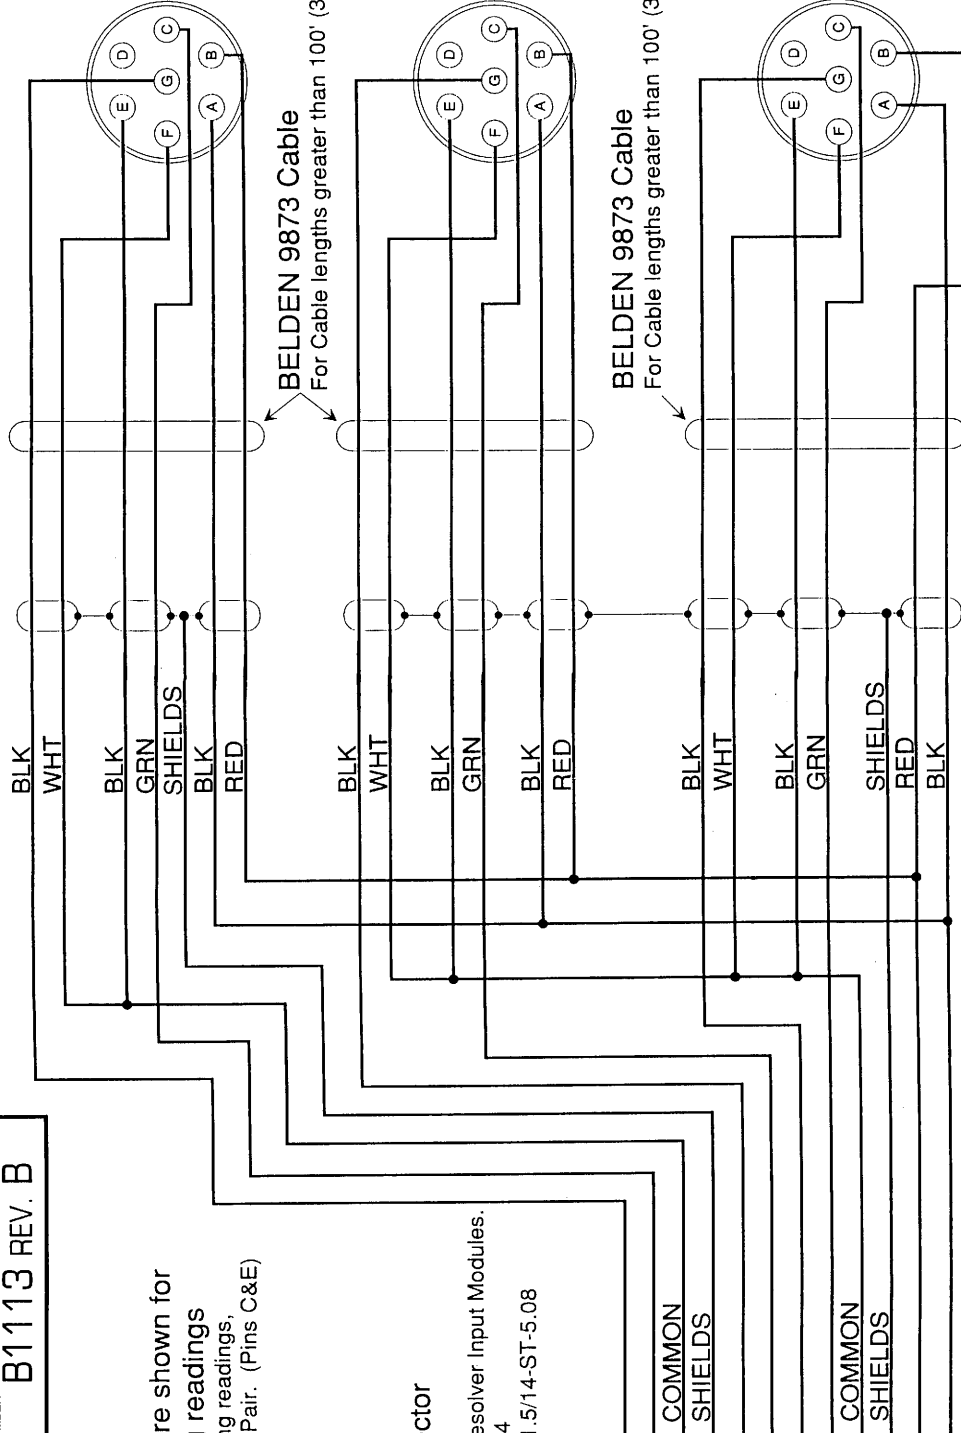 C
D
B
G
E
A
F
BELDEN 9873 Cable
For Cable lengths greater than 100' (3
BLK
WHT
BLK
GRN
SHIELDS
BLK
RED
C
D
B
G
E
A
F
BELDEN 9873 Cable
For Cable lengths greater than 100' (3
BLK
WHT
BLK
GRN
BLK
RED
C
D
B
G
E
A
F
BLK
WHT
BLK
GRN
SHIELDS
RED
BLK
B1113 REV. B
re shown for
readings
ng readings,
Pair. (Pins C&E)
ctor
esolver Input Modules.
4
1.5/14-ST-5.08
COMMON
SHIELDS
COMMON
SHIELDS